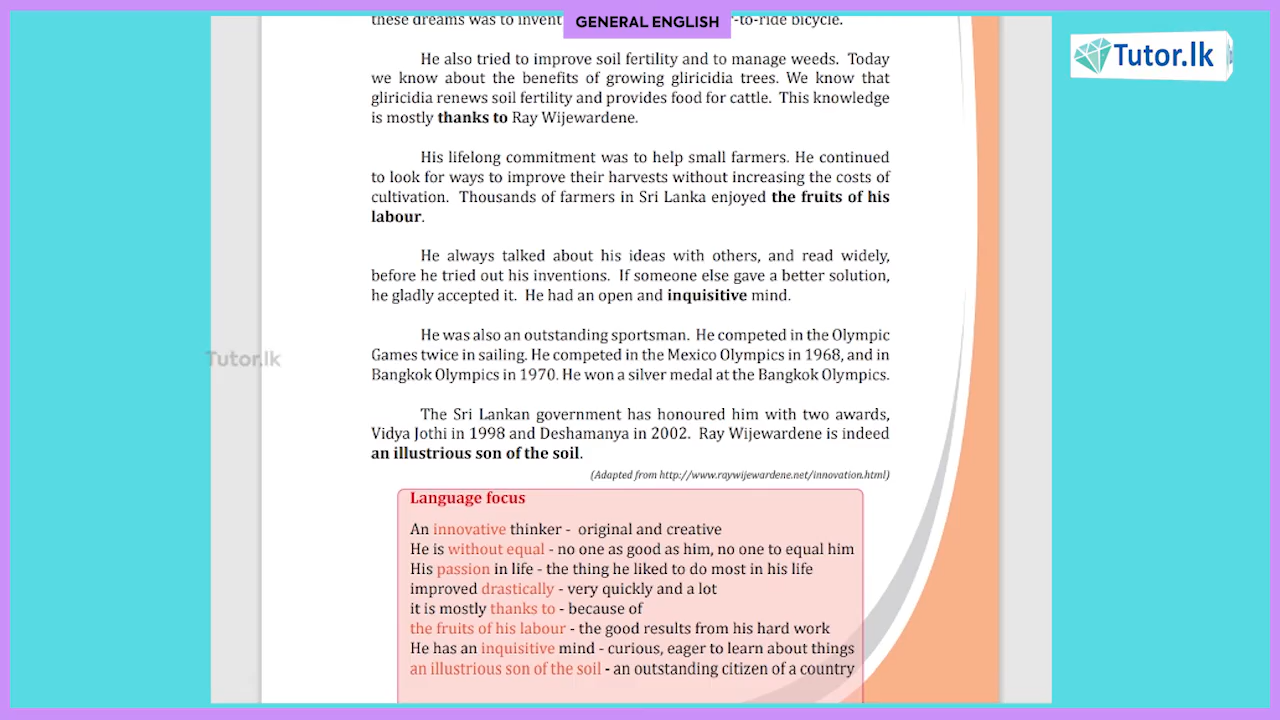 GENERAL ENGLISH
Tutor.lk
these dreams was to invent
-to-ride bicycle.
He also tried to improve soil fertility and to manage weeds. Today
we know about the benefits of growing gliricidia trees. We know that
gliricidia renews soil fertility and provides food for cattle. This knowledge
is mostly thanks to Ray Wijewardene.
His lifelong commitment was to help small farmers. He continued
to look for ways to improve their harvests without increasing the costs of
cultivation. Thousands of farmers in Sri Lanka enjoyed the fruits of his
labour.
He always talked about his ideas with others, and read widely,
before he tried out his inventions. If someone else gave a better solution,
he gladly accepted it. He had an open and inquisitive mind.
He was also an outstanding sportsman. He competed in the Olympic
Games twice in sailing. He competed in the Mexico Olympics in 1968, and in
Bangkok Olympics in 1970. He won a silver medal at the Bangkok Olympics.
Tutor.lk
The Sri Lankan government has honoured him with two awards,
Vidya Jothi in 1998 and Deshamanya in 2002. Ray Wijewardene is indeed
an illustrious son of the soil.
(Adapted from http://www.raywijewardene.net/innovation.html)
Language focus
An innovative thinker - original and creative
He is without equal - no one as good as him, no one to equal him
His passion in life - the thing he liked to do most in his life
improved drastically - very quickly and a lot
it is mostly thanks to - because of
the fruits of his labour - the good results from his hard work
He has an inquisitive mind - curious, eager to learn about things
an illustrious son of the soil - an outstanding citizen of a country